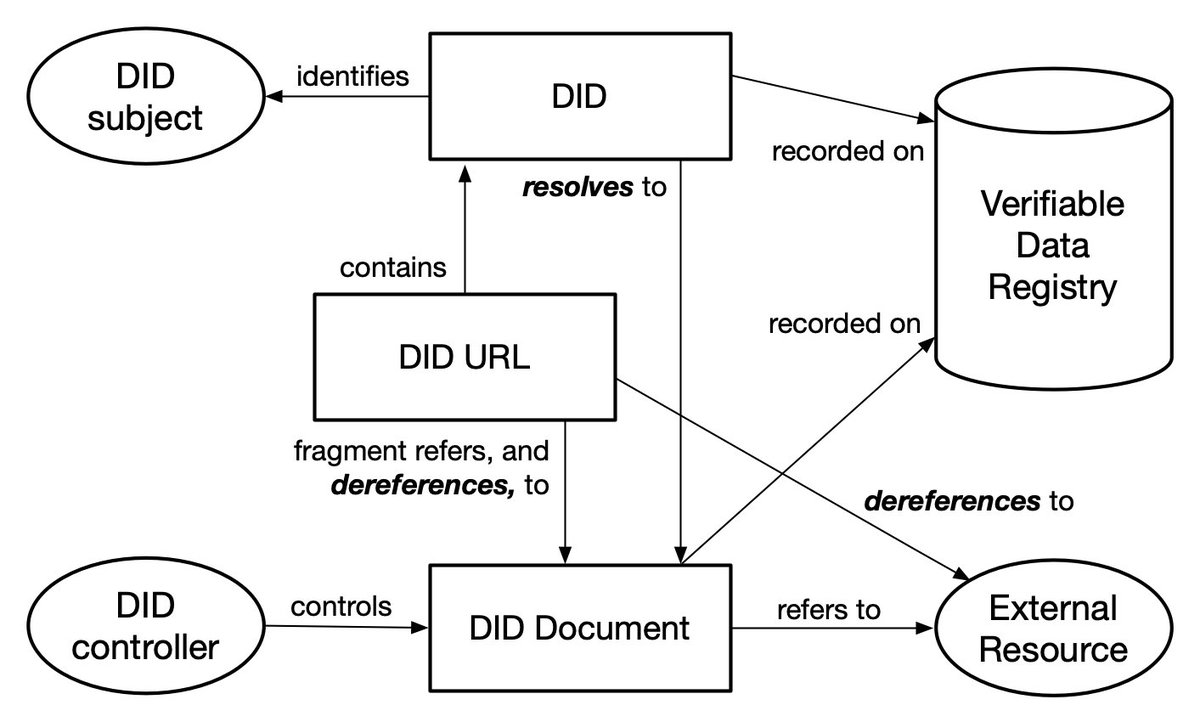 DID
subject
identifies
DID
recorded on
resolves to
Verifiable
Data
Registry
contains
DID URL
recorded on
fragment refers, and
dereferences, to
dereferences to
DID
controller
controls
DID Document
refers to
External
Resource